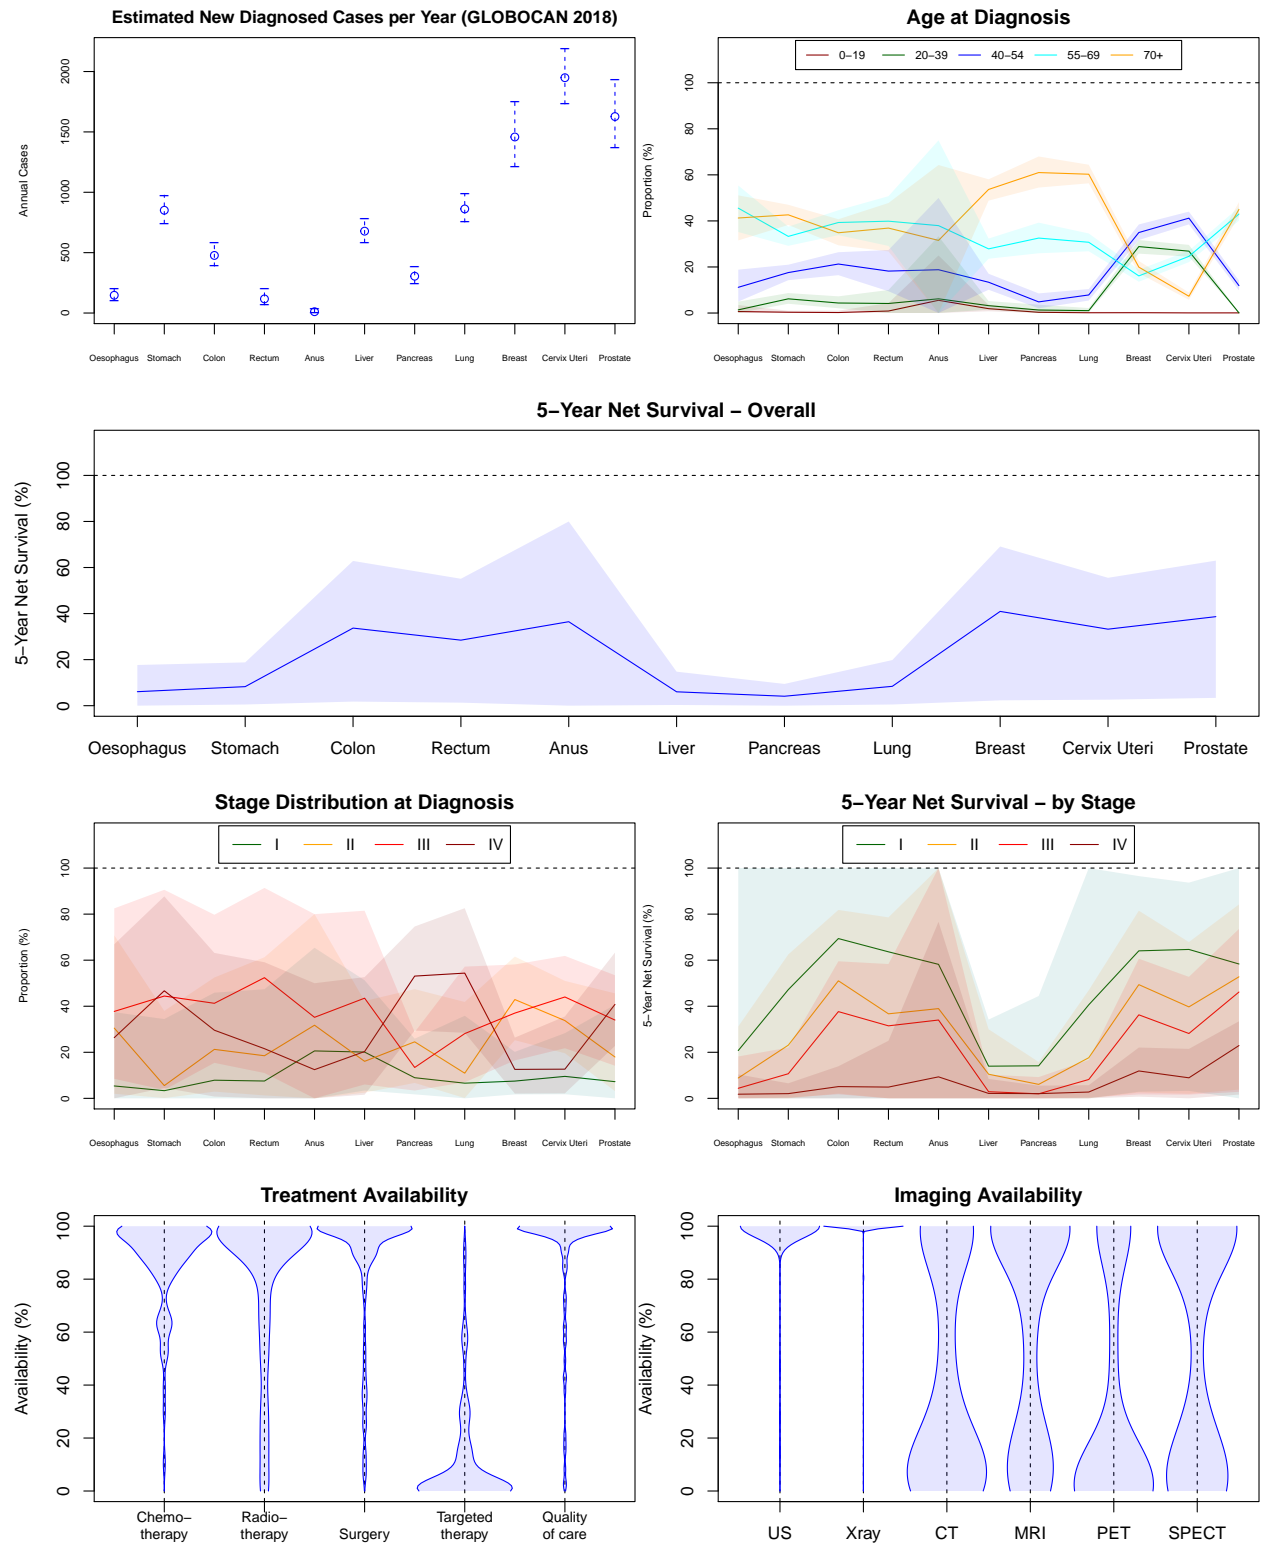 Estimated New Diagnosed Cases per Year (GLOBOCAN 2018)
Annual Cases
0 500 1000 1500 2000
Oesophagus Stomach Colon Rectum Anus Liver Pancreas Lung Breast Cervix Uteri Prostate
Age at Diagnosis
0−19 20−39 40−54 55−69 70+
Proportion (%)
0 20 40 60 80 100
Oesophagus Stomach Colon Rectum Anus Liver Pancreas Lung Breast Cervix Uteri Prostate
5−Year Net Survival − Overall
5−Year Net Survival (%)
0 20 40 60 80 100
Oesophagus Stomach Colon Rectum Anus Liver Pancreas Lung Breast Cervix Uteri Prostate
Stage Distribution at Diagnosis
I II III IV
Proportion (%)
0 20 40 60 80 100
Oesophagus Stomach Colon Rectum Anus Liver Pancreas Lung Breast Cervix Uteri Prostate
5−Year Net Survival − by Stage
I II III IV
5−Year Net Survival (%)
0 20 40 60 80 100
Oesophagus Stomach Colon Rectum Anus Liver Pancreas Lung Breast Cervix Uteri Prostate
Treatment Availability
Availability (%)
0 20 40 60 80 100
Chemo−
therapy
Radio−
therapy
Surgery
Targeted
therapy
Quality
of care
Imaging Availability
Availability (%)
0 20 40 60 80 100
US Xray CT MRI PET SPECT